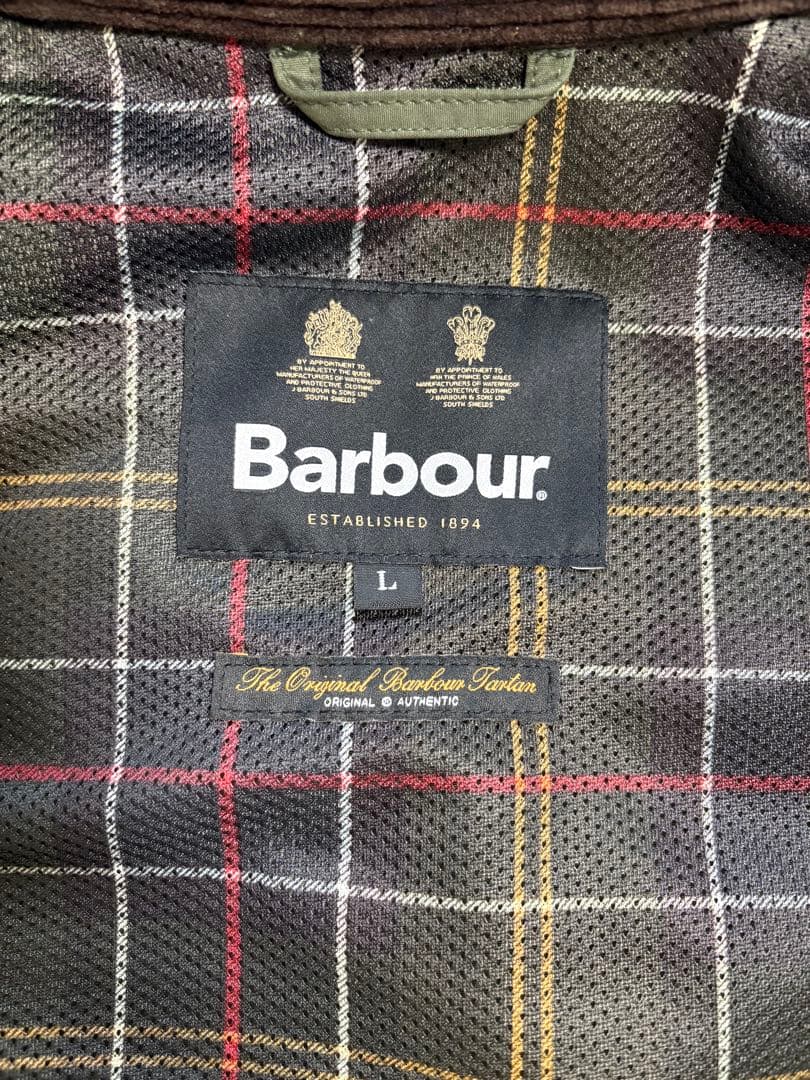 BY APPOINTMENT TO
HER MAJESTY THE QUEEN
MANUFACTURERS OF WATERPROOF
AND PROTECTIVE CLOTHING
J BARBOUR & SONS LTD
SOUTH SHIELDS
BY APPOINTMENT TO
HRH THE PRINCE OF WALES
MANUFACTURERS OF WATERPROOF
AND PROTECTIVE CLOTHING
J BARBOUR & SONS LTD
SOUTH SHIELDS
Barbour®
ESTABLISHED 1894
L
The Original Barbour Tartan
ORIGINAL ® AUTHENTIC